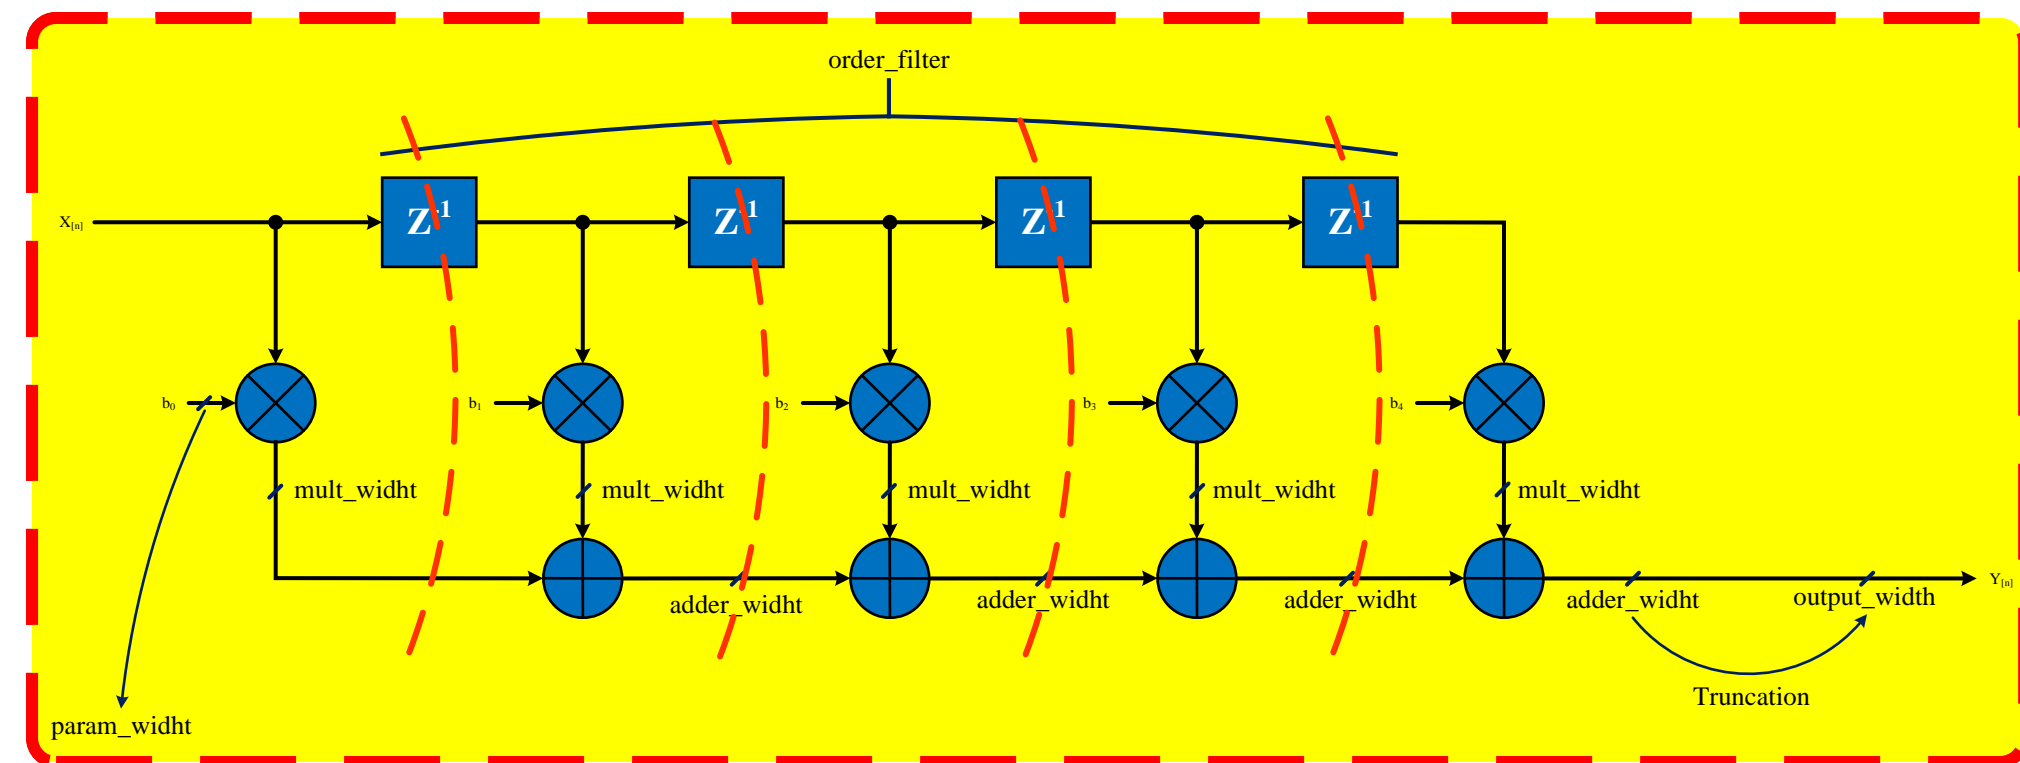 order_filter
X[n]
Z-1
Z-1
Z-1
Z-1
b0
b1
b2
b3
b4
mult_widht
mult_widht
mult_widht
mult_widht
mult_widht
adder_widht
adder_widht
adder_widht
adder_widht
output_width
Y[n]
Truncation
param_widht